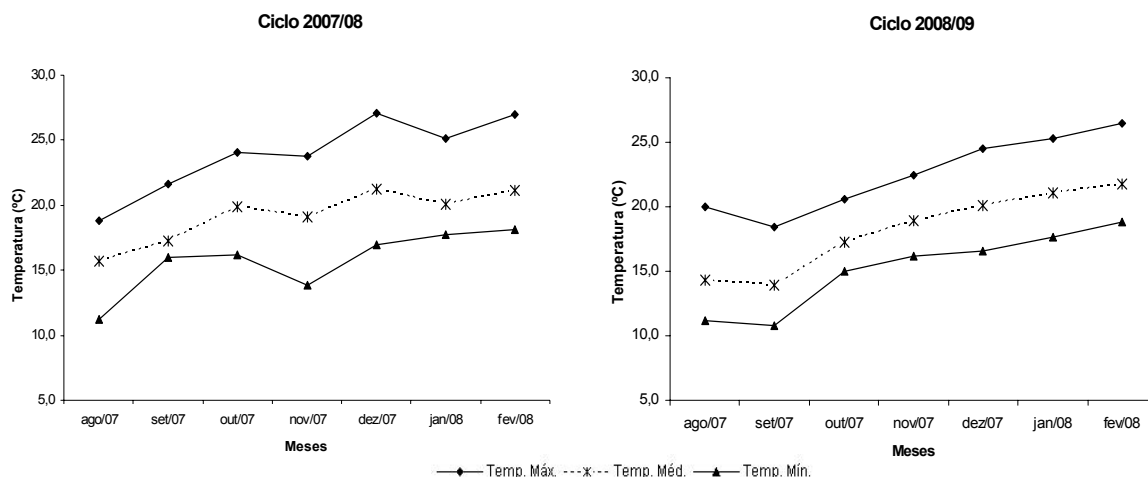 Ciclo 2007/08
30,0
25,0
20,0
15,0
10,0
5,0
Temperatura (ºC)
ago/07 set/07 out/07 nov/07 dez/07 jan/08 fev/08
Meses
Ciclo 2008/09
30,0
25,0
20,0
15,0
10,0
5,0
Temperatura (ºC)
ago/07 set/07 out/07 nov/07 dez/07 jan/08 fev/08
Meses
Temp. Máx. Temp. Méd. Temp. Mín.